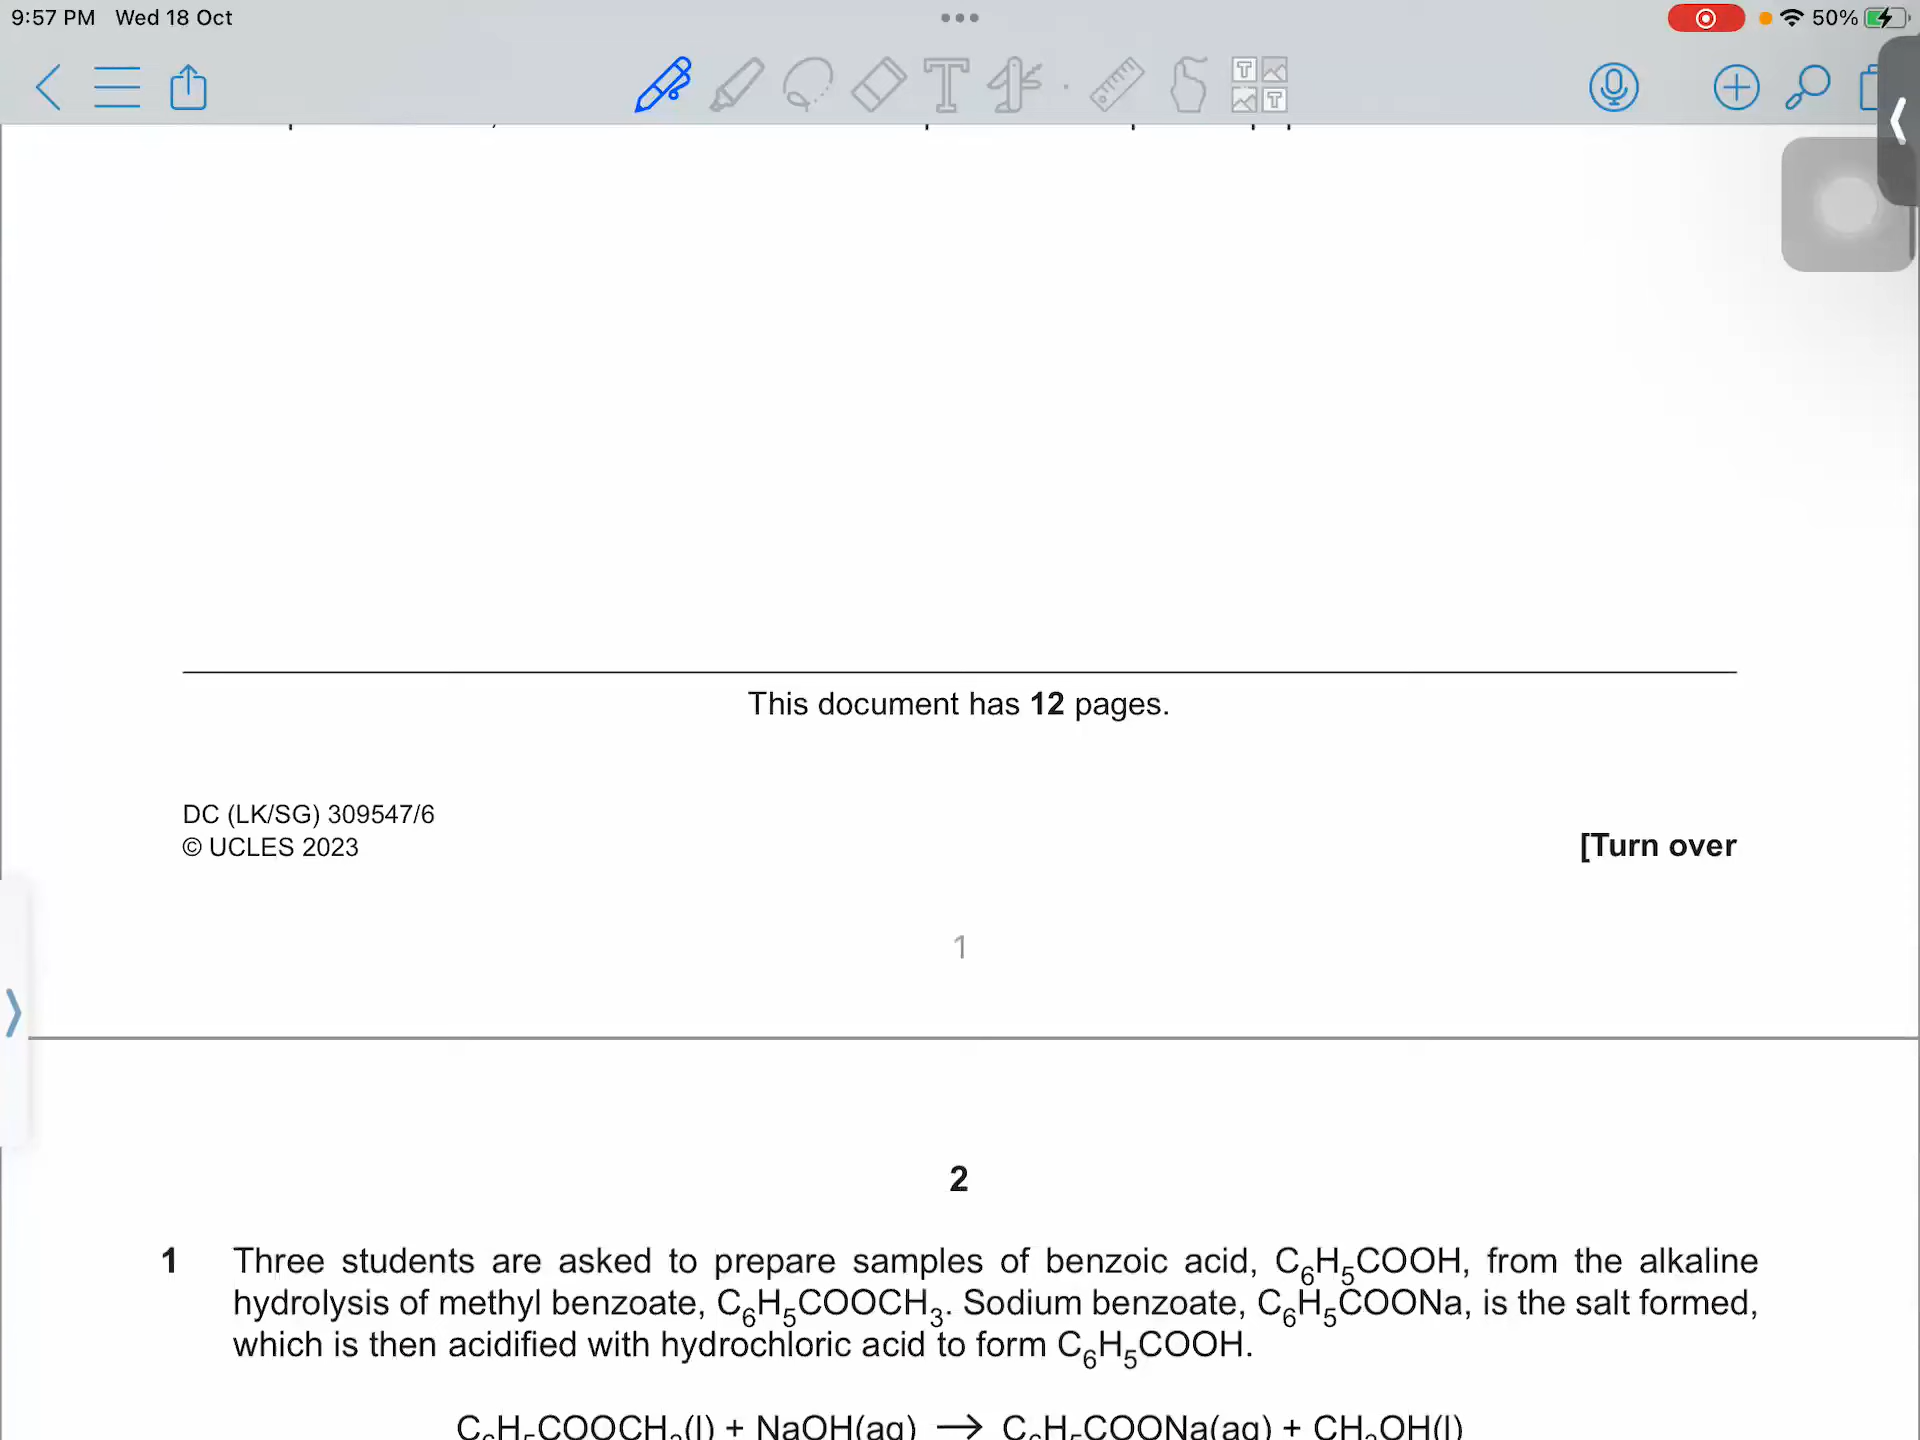 9:57 PM Wed 18 Oct
50%
This document has 12 pages.
DC (LK/SG) 309547/6
© UCLES 2023
[Turn over
1
2
1 Three students are asked to prepare samples of benzoic acid, C₆H₅COOH, from the alkaline
hydrolysis of methyl benzoate, C₆H₅COOCH₃. Sodium benzoate, C₆H₅COONa, is the salt formed,
which is then acidified with hydrochloric acid to form C₆H₅COOH.
C₆H₅COOCH₃(l) + NaOH(aq) → C₆H₅COONa(aq) + CH₃OH(l)